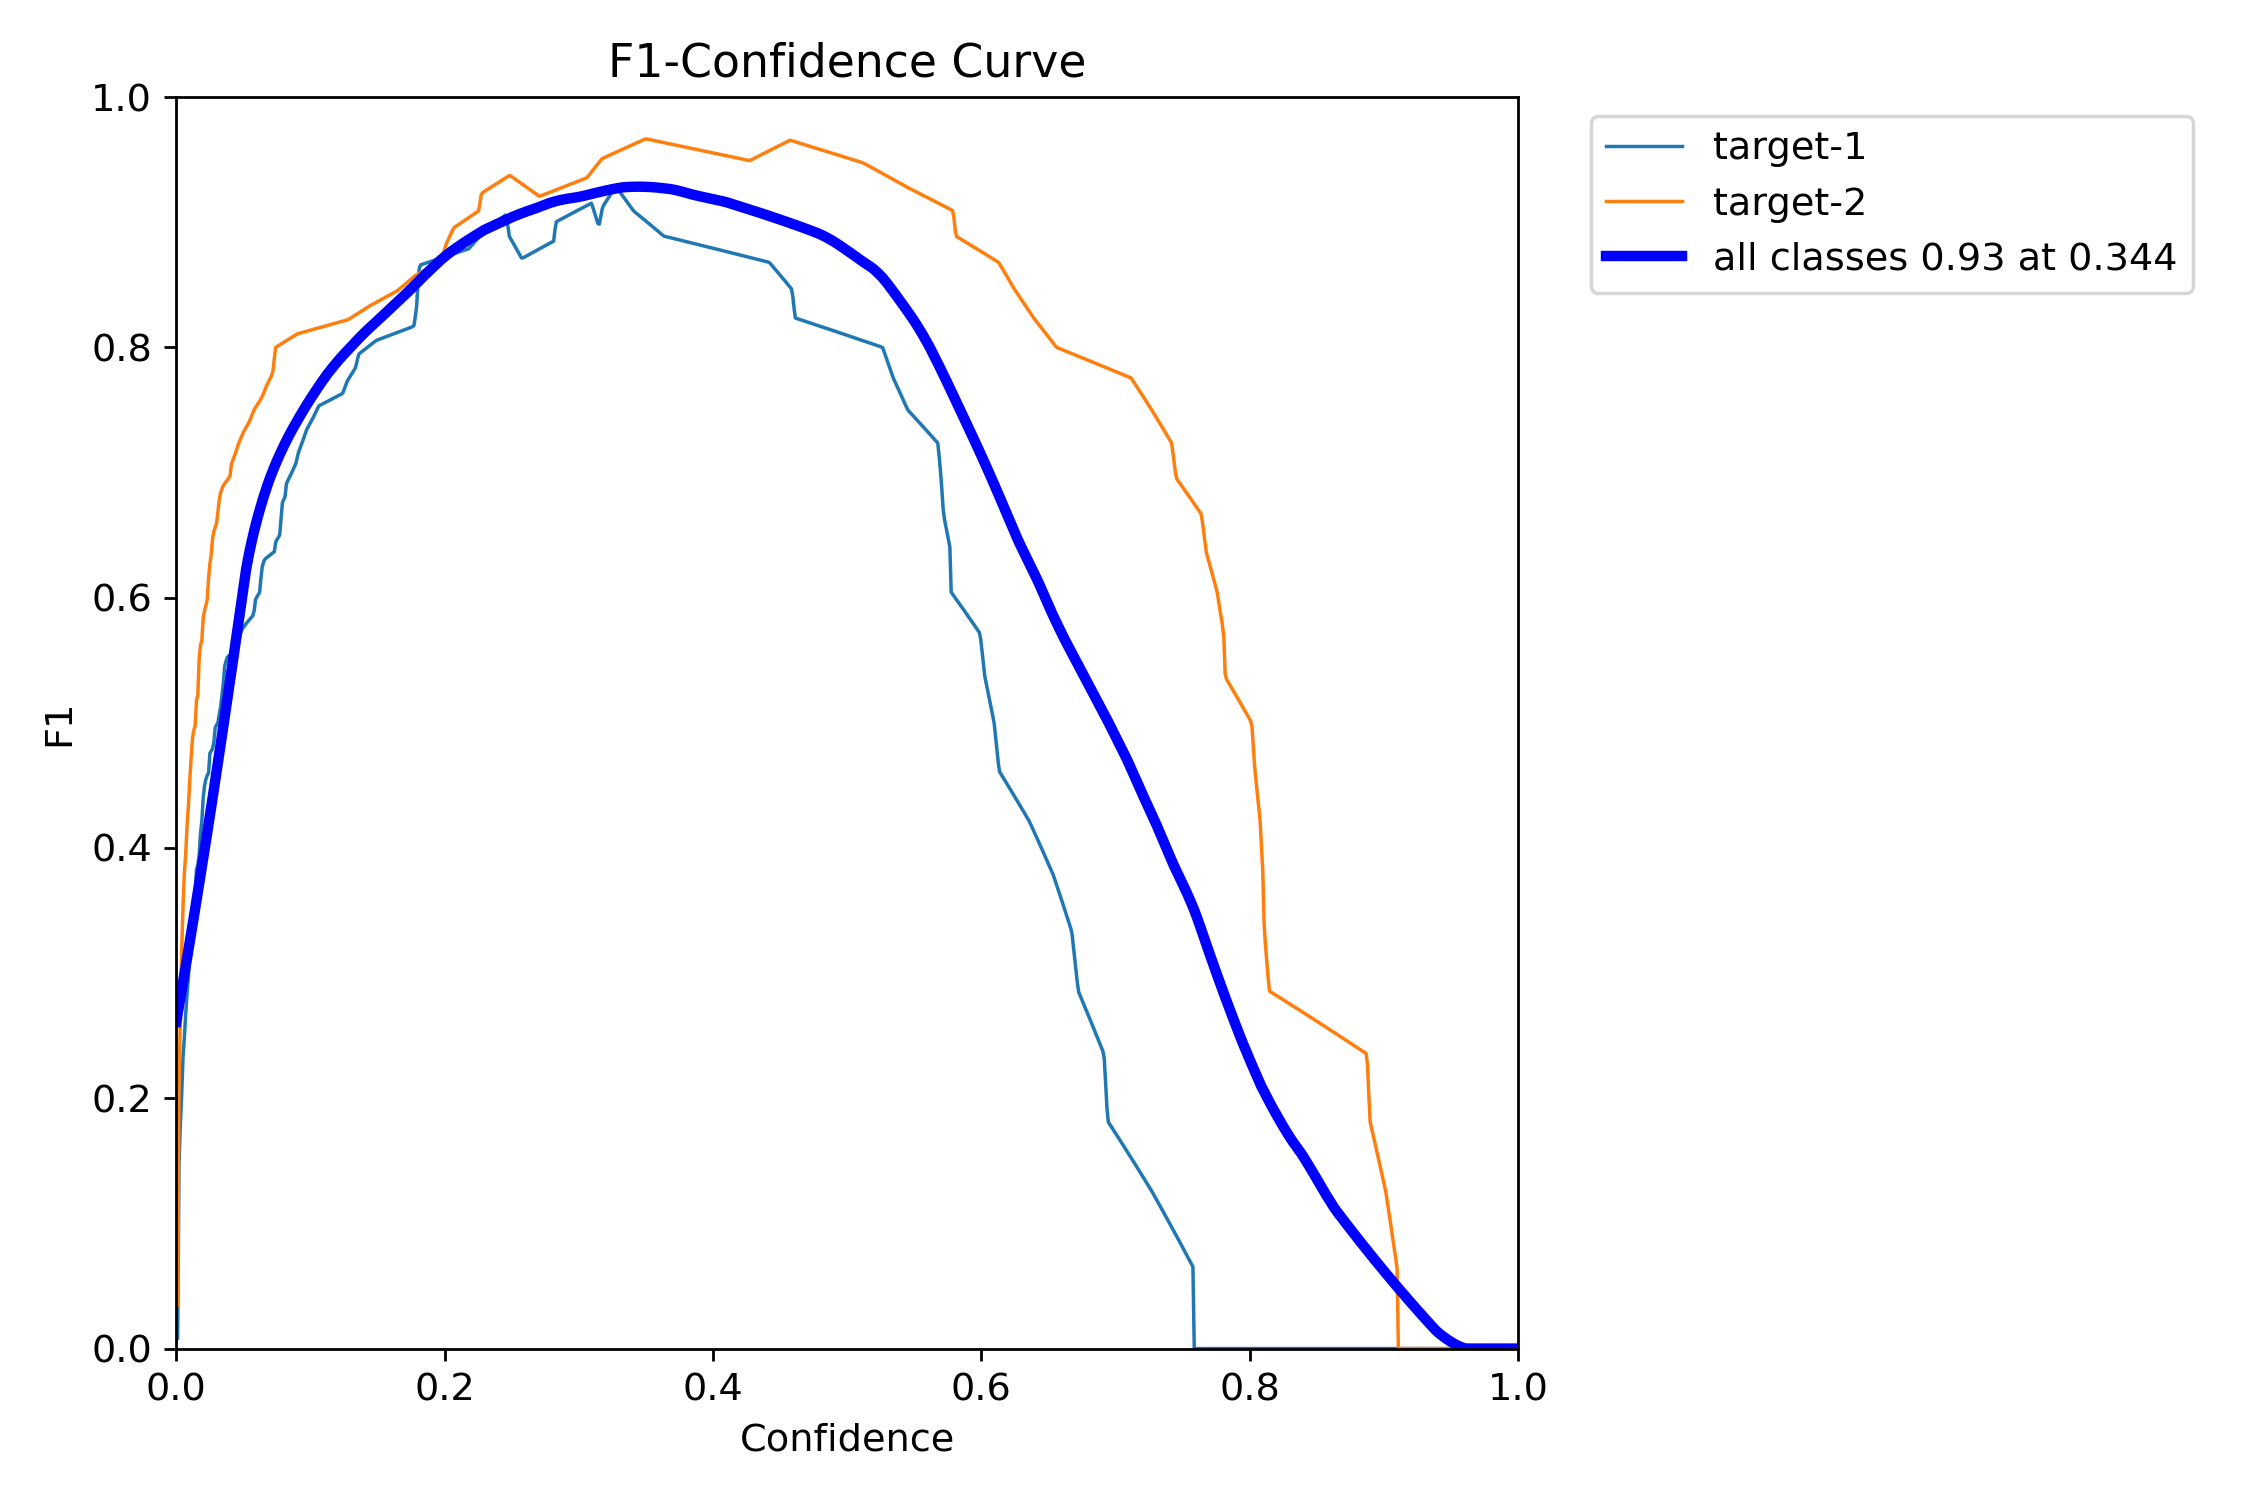 F1-Confidence Curve
1.0
0.8
0.6
0.4
0.2
0.0
F1
0.0 0.2 0.4 0.6 0.8 1.0
Confidence
target-1
target-2
all classes 0.93 at 0.344